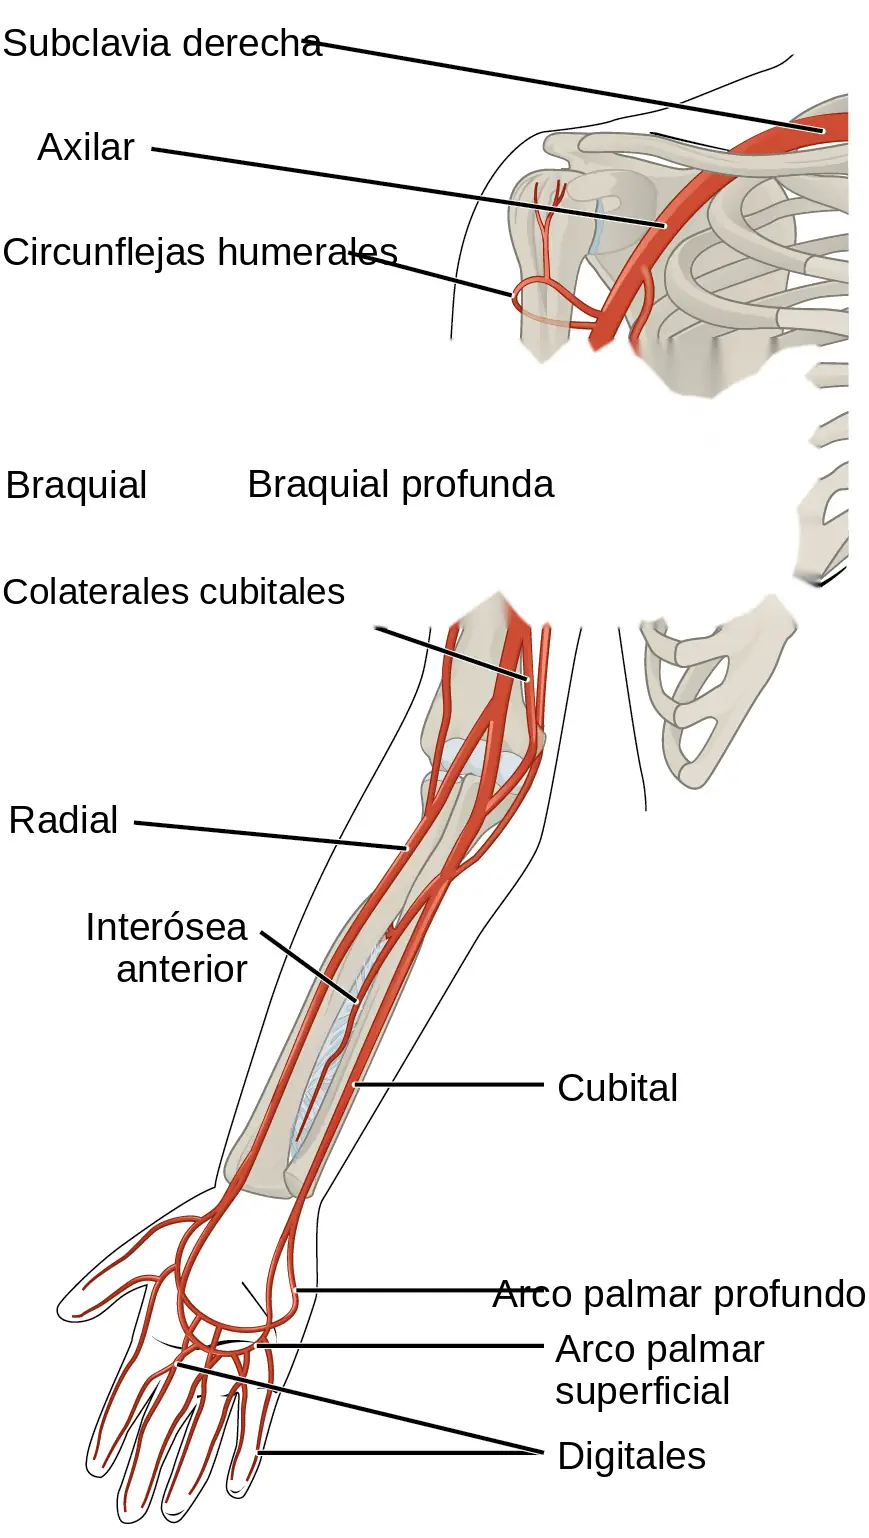 Subclavia derecha
Axilar
Circunflejas humerales
Braquial
Braquial profunda
Colaterales cubitales
Radial
Interósea
anterior
Cubital
Arco palmar profundo
Arco palmar
superficial
Digitales